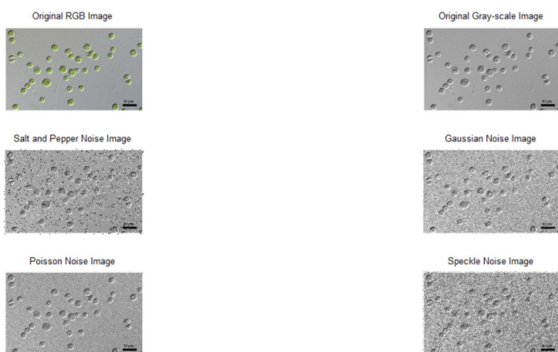 Original RGB Image
Original Gray-scale Image
Salt and Pepper Noise Image
Gaussian Noise Image
Poisson Noise Image
Speckle Noise Image